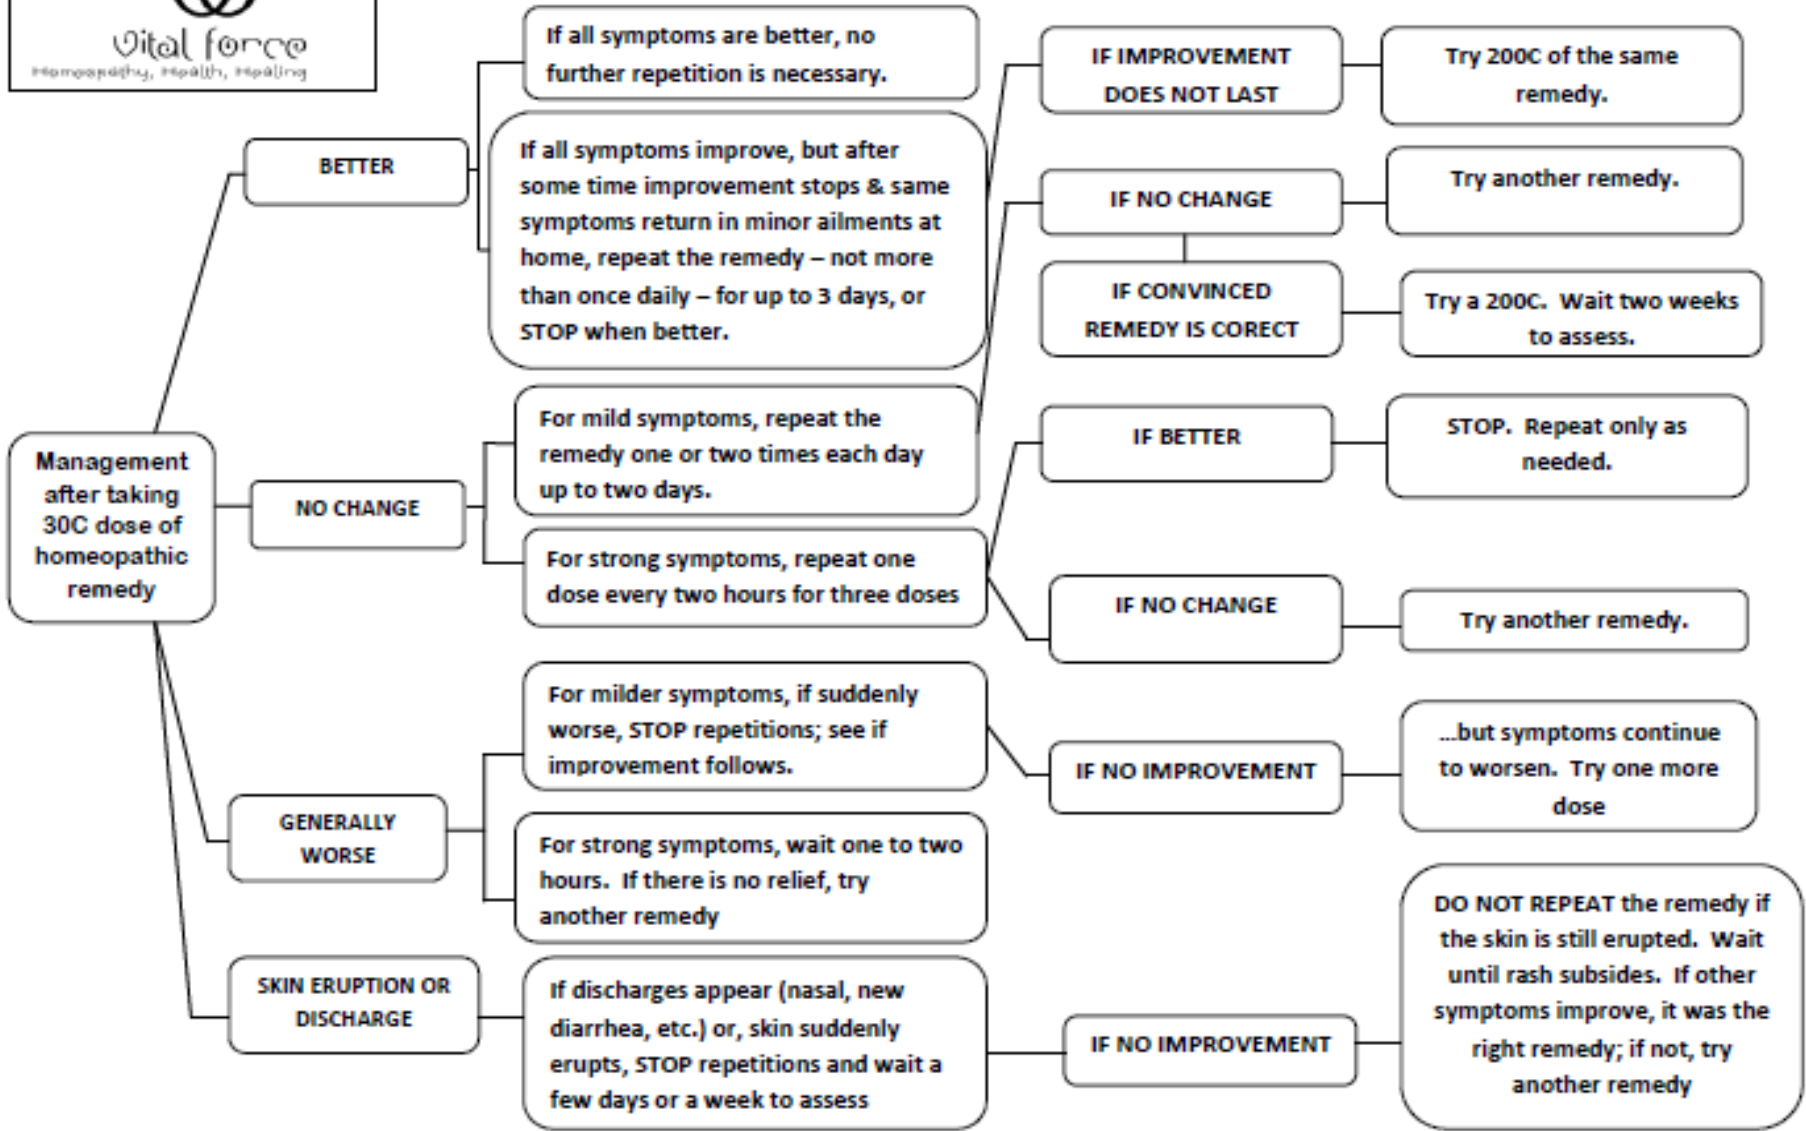 Vital force
Homeopathy, Health, Healing
Management
after taking
30C dose of
homeopathic
remedy
BETTER
If all symptoms are better, no
further repetition is necessary.
If all symptoms improve, but after
some time improvement stops & same
symptoms return in minor ailments at
home, repeat the remedy – not more
than once daily – for up to 3 days, or
STOP when better.
IF IMPROVEMENT
DOES NOT LAST
Try 200C of the same
remedy.
NO CHANGE
For mild symptoms, repeat the
remedy one or two times each day
up to two days.
IF NO CHANGE
Try another remedy.
IF CONVINCED
REMEDY IS CORECT
Try a 200C. Wait two weeks
to assess.
For strong symptoms, repeat one
dose every two hours for three doses
IF BETTER
STOP. Repeat only as
needed.
IF NO CHANGE
Try another remedy.
GENERALLY
WORSE
For milder symptoms, if suddenly
worse, STOP repetitions; see if
improvement follows.
IF NO IMPROVEMENT
...but symptoms continue
to worsen. Try one more
dose
For strong symptoms, wait one to two
hours. If there is no relief, try
another remedy
SKIN ERUPTION OR
DISCHARGE
If discharges appear (nasal, new
diarrhea, etc.) or, skin suddenly
erupts, STOP repetitions and wait a
few days or a week to assess
IF NO IMPROVEMENT
DO NOT REPEAT the remedy if
the skin is still erupted. Wait
until rash subsides. If other
symptoms improve, it was the
right remedy; if not, try
another remedy